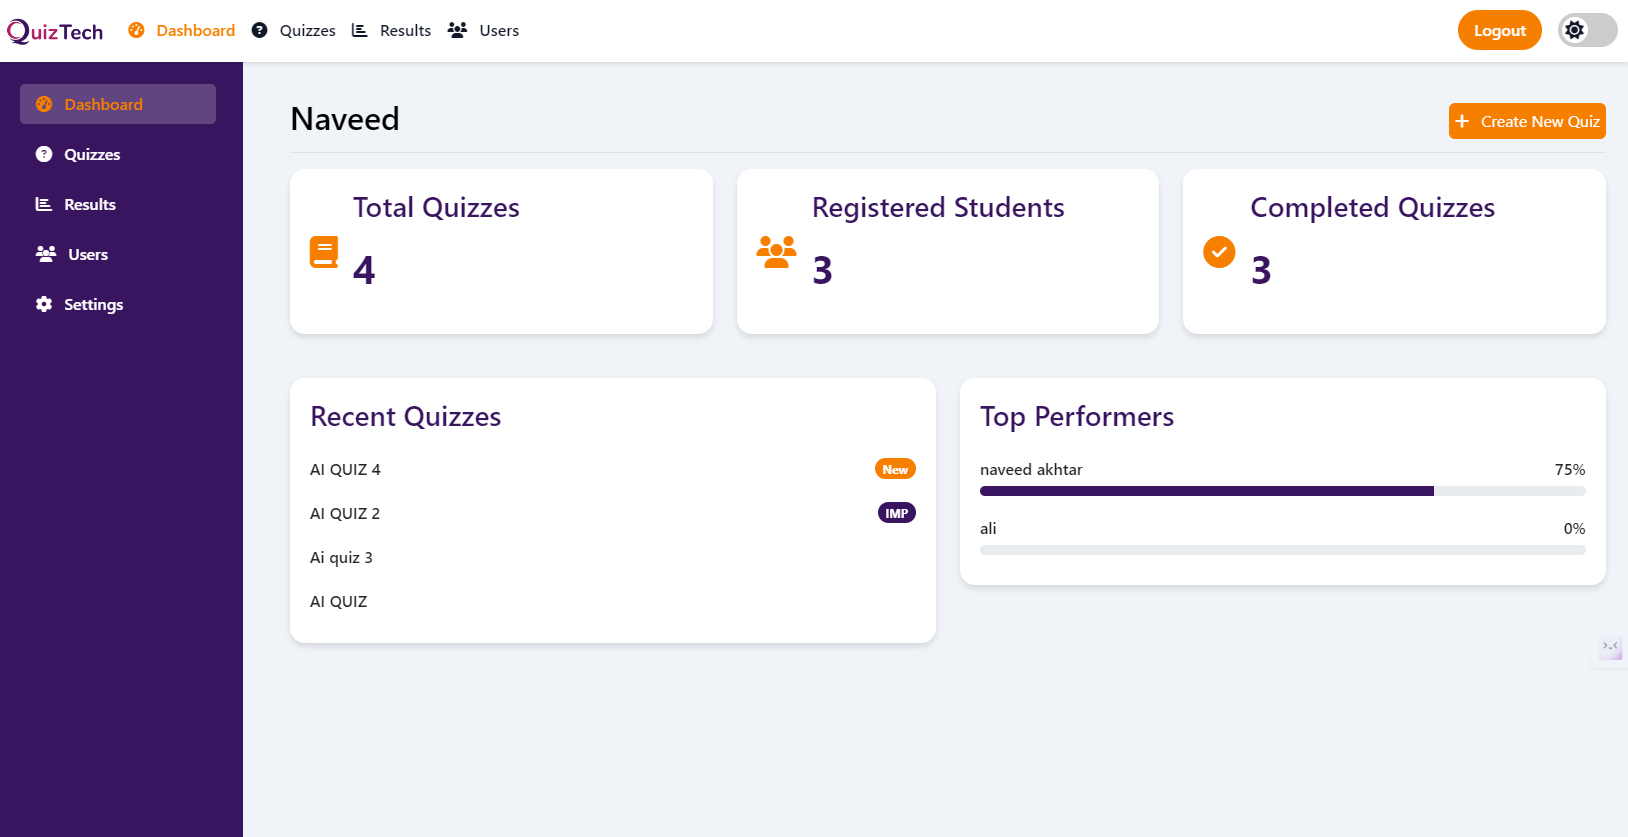 QuizTech Dashboard Quizzes Results Users Logout
Dashboard
Quizzes
Results
Users
Settings
Naveed
Create New Quiz
Total Quizzes
4
Registered Students
3
Completed Quizzes
3
Recent Quizzes
AI QUIZ 4 New
AI QUIZ 2 IMP
Ai quiz 3
AI QUIZ
Top Performers
naveed akhtar 75%
ali 0%